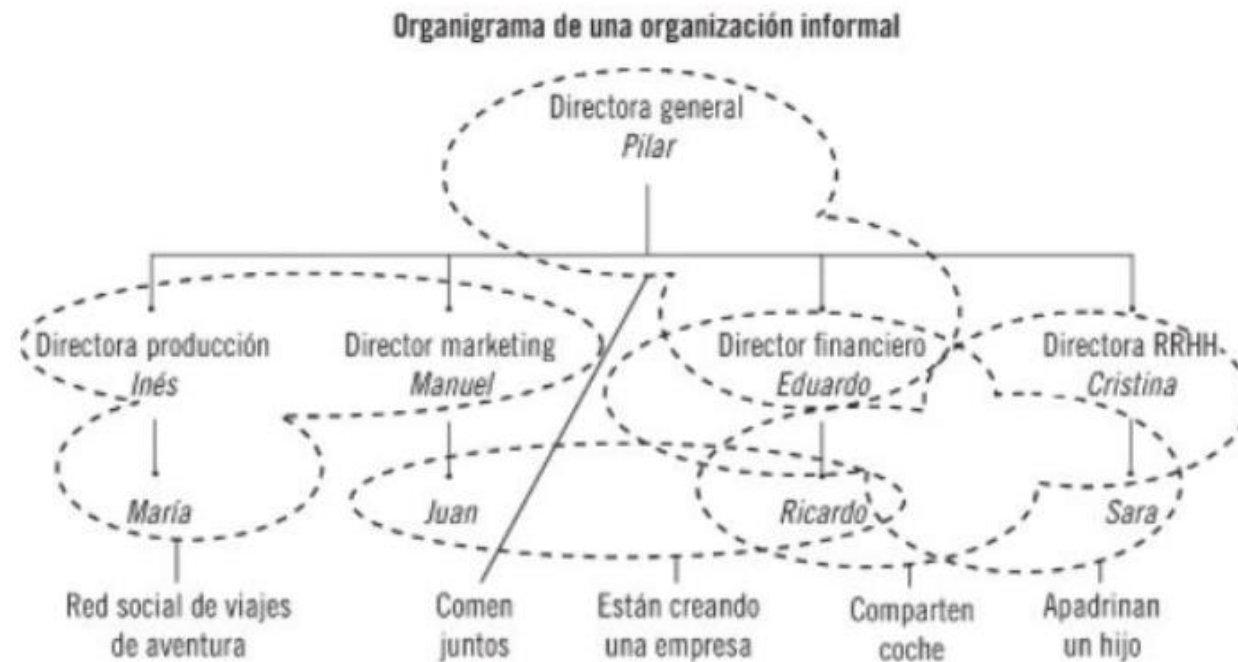 Organigrama de una organización informal
Directora general
Pilar
Directora producción
Inés
Director marketing
Manuel
Director financiero
Eduardo
Directora RRHH
Cristina
María
Juan
Ricardo
Sara
Red social de viajes
de aventura
Comen
juntos
Están creando
una empresa
Comparten
coche
Apadrinan
un hijo